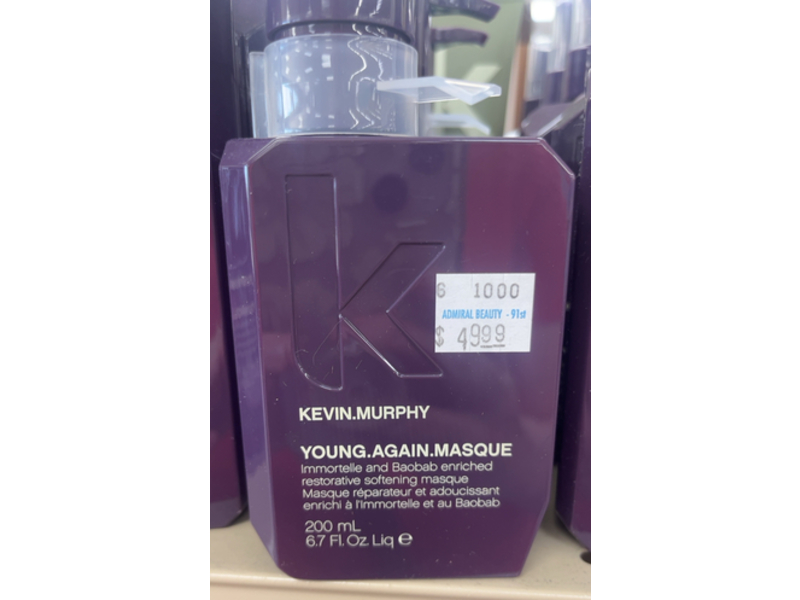 6 1000
ADMIRAL BEAUTY - 91st
$ 4999
KEVIN.MURPHY
YOUNG.AGAIN.MASQUE
Immortelle and Baobab enriched
restorative softening masque
Masque réparateur et adoucissant
enrichi à l'Immortelle et au Baobab
200 mL
6.7 Fl. Oz. Liq ℮